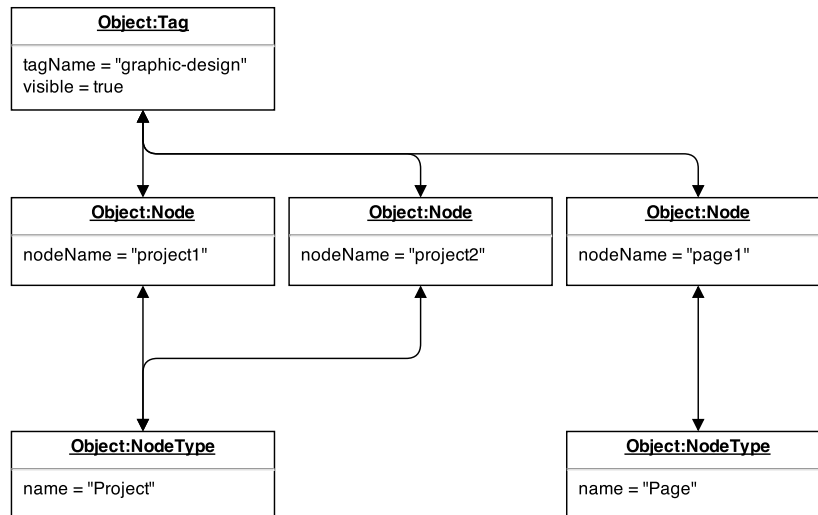 Object:Tag
tagName = "graphic-design"
visible = true
Object:Node
nodeName = "project1"
Object:Node
nodeName = "project2"
Object:Node
nodeName = "page1"
Object:NodeType
name = "Project"
Object:NodeType
name = "Page"